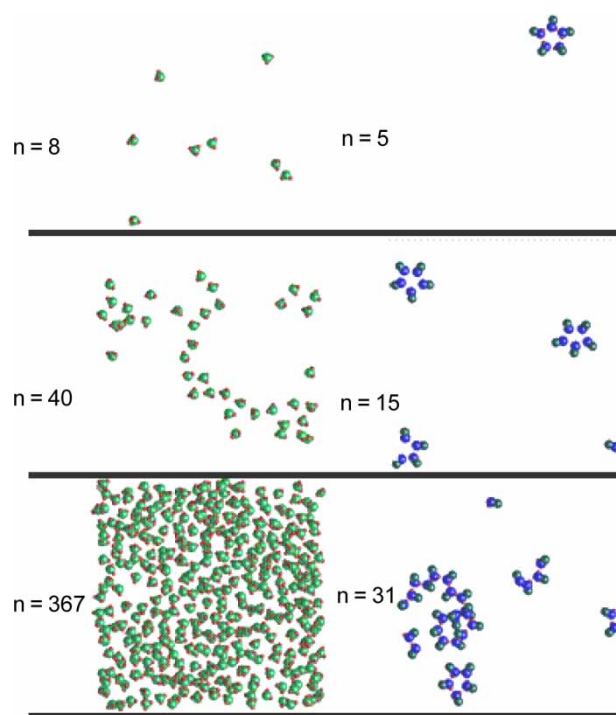 n = 8
n = 5
n = 40
n = 15
n = 367
n = 31